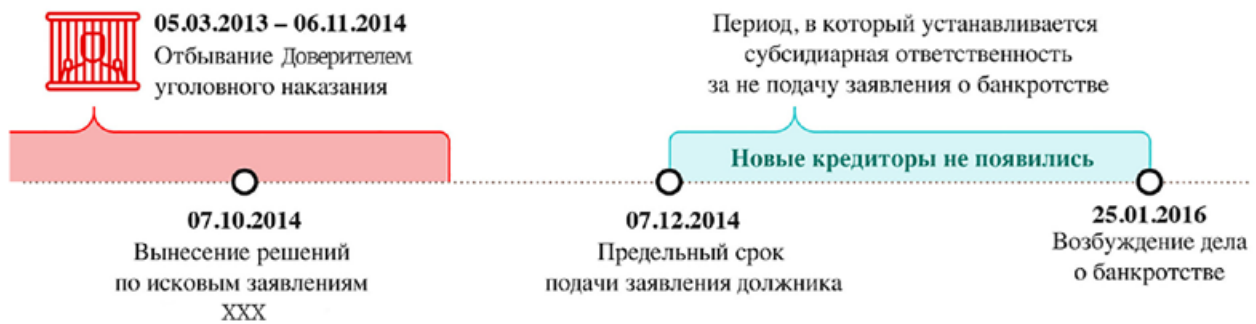 05.03.2013 – 06.11.2014
Отбывание Доверителем
уголовного наказания
Период, в который устанавливается
субсидиарная ответственность
за не подачу заявления о банкротстве
Новые кредиторы не появились
07.10.2014
Вынесение решений
по исковым заявлениям
XXX
07.12.2014
Предельный срок
подачи заявления должника
25.01.2016
Возбуждение дела
о банкротстве